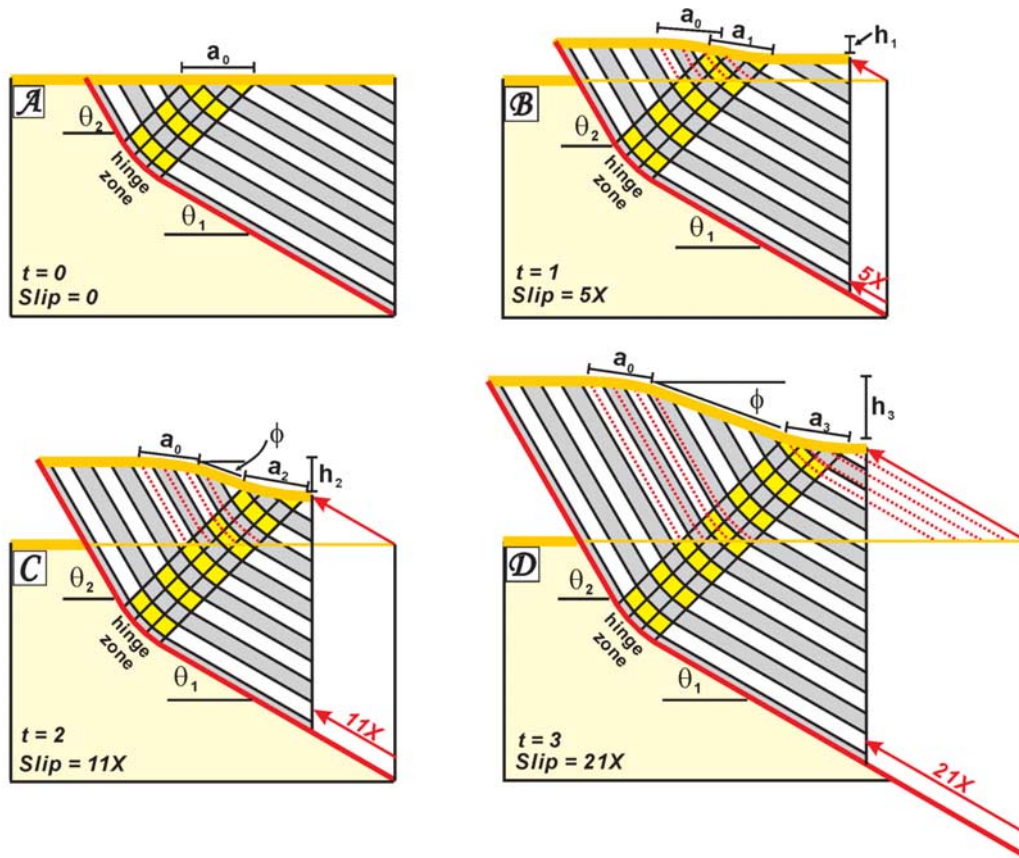 a₀
A
θ₂
hinge
zone
θ₁
t = 0
Slip = 0
a₀
a₁
h₁
B
θ₂
hinge
zone
θ₁
5X
t = 1
Slip = 5X
a₀
ϕ
a₂
h₂
C
θ₂
hinge
zone
θ₁
11X
t = 2
Slip = 11X
a₀
ϕ
h₃
a₃
D
θ₂
hinge
zone
θ₁
21X
t = 3
Slip = 21X